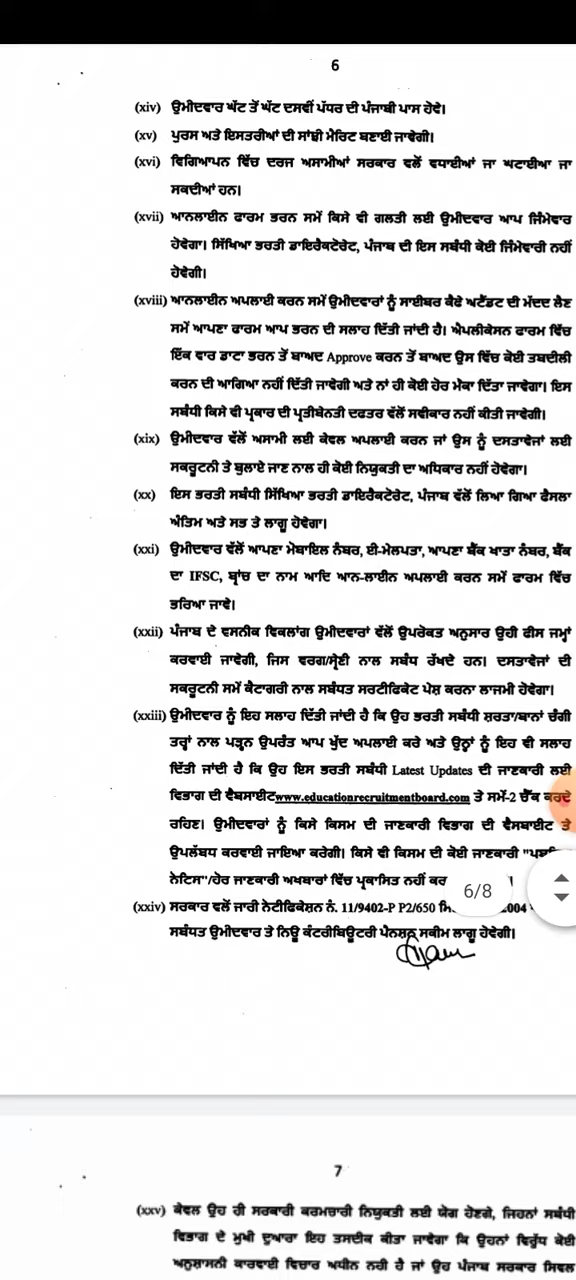 6
(xiv) ਉਮੀਦਵਾਰ ਘੱਟ ਤੋਂ ਘੱਟ ਦਸਵੀਂ ਪੱਧਰ ਦੀ ਪੰਜਾਬੀ ਪਾਸ ਹੋਵੇ।
(xv) ਪੁਰਸ ਅਤੇ ਇਸਤਰੀਆਂ ਦੀ ਸਾਂਝੀ ਮੈਰਿਟ ਬਣਾਈ ਜਾਵੇਗੀ।
(xvi) ਵਿਗਿਆਪਨ ਵਿੱਚ ਦਰਜ ਅਸਾਮੀਆਂ ਸਰਕਾਰ ਵਲੋਂ ਵਧਾਈਆਂ ਜਾ ਘਟਾਈਆ ਜਾ
ਸਕਦੀਆਂ ਹਨ।
(xvii) ਆਨਲਾਈਨ ਫਾਰਮ ਭਰਨ ਸਮੇਂ ਕਿਸੇ ਵੀ ਗਲਤੀ ਲਈ ਉਮੀਦਵਾਰ ਆਪ ਜਿੰਮੇਵਾਰ
ਹੋਵੇਗਾ। ਸਿੱਖਿਆ ਭਰਤੀ ਡਾਇਰੈਕਟੋਰੇਟ, ਪੰਜਾਬ ਦੀ ਇਸ ਸਬੰਧੀ ਕੋਈ ਜਿੰਮੇਵਾਰੀ ਨਹੀਂ
ਹੋਵੇਗੀ।
(xviii) ਆਨਲਾਈਨ ਅਪਲਾਈ ਕਰਨ ਸਮੇਂ ਉਮੀਦਵਾਰਾਂ ਨੂੰ ਸਾਈਬਰ ਕੈਫੇ ਅਟੈਂਡਟ ਦੀ ਮੱਦਦ ਲੈਣ
ਸਮੇਂ ਆਪਣਾ ਫਾਰਮ ਆਪ ਭਰਨ ਦੀ ਸਲਾਹ ਦਿੱਤੀ ਜਾਂਦੀ ਹੈ। ਐਪਲੀਕੇਸਨ ਫਾਰਮ ਵਿੱਚ
ਇੱਕ ਵਾਰ ਡਾਟਾ ਭਰਨ ਤੋਂ ਬਾਅਦ Approve ਕਰਨ ਤੋਂ ਬਾਅਦ ਉਸ ਵਿੱਚ ਕੋਈ ਤਬਦੀਲੀ
ਕਰਨ ਦੀ ਆਗਿਆ ਨਹੀਂ ਦਿੱਤੀ ਜਾਵੇਗੀ ਅਤੇ ਨਾਂ ਹੀ ਕੋਈ ਹੋਰ ਮੌਕਾ ਦਿੱਤਾ ਜਾਵੇਗਾ। ਇਸ
ਸਬੰਧੀ ਕਿਸੇ ਵੀ ਪ੍ਰਕਾਰ ਦੀ ਪ੍ਰਤੀਬੇਨਤੀ ਦਫਤਰ ਵੱਲੋਂ ਸਵੀਕਾਰ ਨਹੀਂ ਕੀਤੀ ਜਾਵੇਗੀ।
(xix) ਉਮੀਦਵਾਰ ਵੱਲੋਂ ਅਸਾਮੀ ਲਈ ਕੇਵਲ ਅਪਲਾਈ ਕਰਨ ਜਾਂ ਉਸ ਨੂੰ ਦਸਤਾਵੇਜਾਂ ਲਈ
ਸਕਰੂਟਨੀ ਤੇ ਬੁਲਾਏ ਜਾਣ ਨਾਲ ਹੀ ਕੋਈ ਨਿਯੁਕਤੀ ਦਾ ਅਧਿਕਾਰ ਨਹੀਂ ਹੋਵੇਗਾ।
(xx) ਇਸ ਭਰਤੀ ਸਬੰਧੀ ਸਿੱਖਿਆ ਭਰਤੀ ਡਾਇਰੈਕਟੋਰੇਟ, ਪੰਜਾਬ ਵੱਲੋਂ ਲਿਆ ਗਿਆ ਫੈਸਲਾ
ਅੰਤਿਮ ਅਤੇ ਸਭ ਤੇ ਲਾਗੂ ਹੋਵੇਗਾ।
(xxi) ਉਮੀਦਵਾਰ ਵੱਲੋਂ ਆਪਣਾ ਮੋਬਾਇਲ ਨੰਬਰ, ਈ-ਮੇਲਪਤਾ, ਆਪਣਾ ਬੈਂਕ ਖਾਤਾ ਨੰਬਰ, ਬੈਂਕ
ਦਾ IFSC, ਬ੍ਰਾਂਚ ਦਾ ਨਾਮ ਆਦਿ ਆਨ-ਲਾਈਨ ਅਪਲਾਈ ਕਰਨ ਸਮੇਂ ਫਾਰਮ ਵਿੱਚ
ਭਰਿਆ ਜਾਵੇ।
(xxii) ਪੰਜਾਬ ਦੇ ਵਸਨੀਕ ਵਿਕਲਾਂਗ ਉਮੀਦਵਾਰਾਂ ਵੱਲੋਂ ਉਪਰੋਕਤ ਅਨੁਸਾਰ ਉਹੀ ਫੀਸ ਜਮ੍ਹਾਂ
ਕਰਵਾਈ ਜਾਵੇਗੀ, ਜਿਸ ਵਰਗ/ਸ੍ਰੇਣੀ ਨਾਲ ਸਬੰਧ ਰੱਖਦੇ ਹਨ। ਦਸਤਾਵੇਜਾਂ ਦੀ
ਸਕਰੂਟਨੀ ਸਮੇਂ ਕੈਟਾਗਰੀ ਨਾਲ ਸਬੰਧਤ ਸਰਟੀਫਿਕੇਟ ਪੇਸ਼ ਕਰਨਾ ਲਾਜਮੀ ਹੋਵੇਗਾ।
(xxiii) ਉਮੀਦਵਾਰ ਨੂੰ ਇਹ ਸਲਾਹ ਦਿੱਤੀ ਜਾਂਦੀ ਹੈ ਕਿ ਉਹ ਭਰਤੀ ਸਬੰਧੀ ਸ਼ਰਤਾਂ/ਬਾਨਾਂ ਚੰਗੀ
ਤਰ੍ਹਾਂ ਨਾਲ ਪੜ੍ਹਨ ਉਪਰੰਤ ਆਪ ਖੁੱਦ ਅਪਲਾਈ ਕਰੇ ਅਤੇ ਉਨ੍ਹਾਂ ਨੂੰ ਇਹ ਵੀ ਸਲਾਹ
ਦਿੱਤੀ ਜਾਂਦੀ ਹੈ ਕਿ ਉਹ ਇਸ ਭਰਤੀ ਸਬੰਧੀ Latest Updates ਦੀ ਜਾਣਕਾਰੀ ਲਈ
ਵਿਭਾਗ ਦੀ ਵੈਬਸਾਈਟwww.educationrecruitmentboard.com ਤੇ ਸਮੇਂ-2 ਚੈੱਕ ਕਰਦੇ
ਰਹਿਣ। ਉਮੀਦਵਾਰਾਂ ਨੂੰ ਕਿਸੇ ਕਿਸਮ ਦੀ ਜਾਣਕਾਰੀ ਵਿਭਾਗ ਦੀ ਵੈਸਬਾਈਟ ਤੇ
ਉਪਲੱਬਧ ਕਰਵਾਈ ਜਾਇਆ ਕਰੇਗੀ। ਕਿਸੇ ਵੀ ਕਿਸਮ ਦੀ ਕੋਈ ਜਾਣਕਾਰੀ
ਨੋਟਿਸ"/ਹੋਰ ਜਾਣਕਾਰੀ ਅਖਬਾਰਾਂ ਵਿੱਚ ਪ੍ਰਕਾਸਿਤ ਨਹੀਂ ਕਰ
6/8
(xxiv) ਸਰਕਾਰ ਵਲੋਂ ਜਾਰੀ ਨੋਟੀਫਿਕੇਸ਼ਨ ਨੰ. 11/9402-P P2/650
ਸਬੰਧਤ ਉਮੀਦਵਾਰ ਤੇ ਨਿਊ ਕੰਟਰੀਬਿਊਟਰੀ ਪੈਨਸ਼ਨ ਸਕੀਮ ਲਾਗੂ ਹੋਵੇਗੀ।
7
(xxv) ਕੇਵਲ ਉਹ ਹੀ ਸਰਕਾਰੀ ਕਰਮਚਾਰੀ ਨਿਯੁਕਤੀ ਲਈ ਯੋਗ ਹੋਣਗੇ, ਜਿਹਨਾਂ ਸਬੰਧੀ
ਵਿਭਾਗ ਦੇ ਮੁਖੀ ਦੁਆਰਾ ਇਹ ਤਸਦੀਕ ਕੀਤਾ ਜਾਵੇਗਾ ਕਿ ਉਹਨਾਂ ਵਿਰੁੱਧ ਕੋਈ
ਅਨੁਸ਼ਾਸਨੀ ਕਾਰਵਾਈ ਵਿਚਾਰ ਅਧੀਨ ਨਹੀ ਹੈ ਜਾਂ ਉਹ ਪੰਜਾਬ ਸਰਕਾਰ ਸਿਵਲ